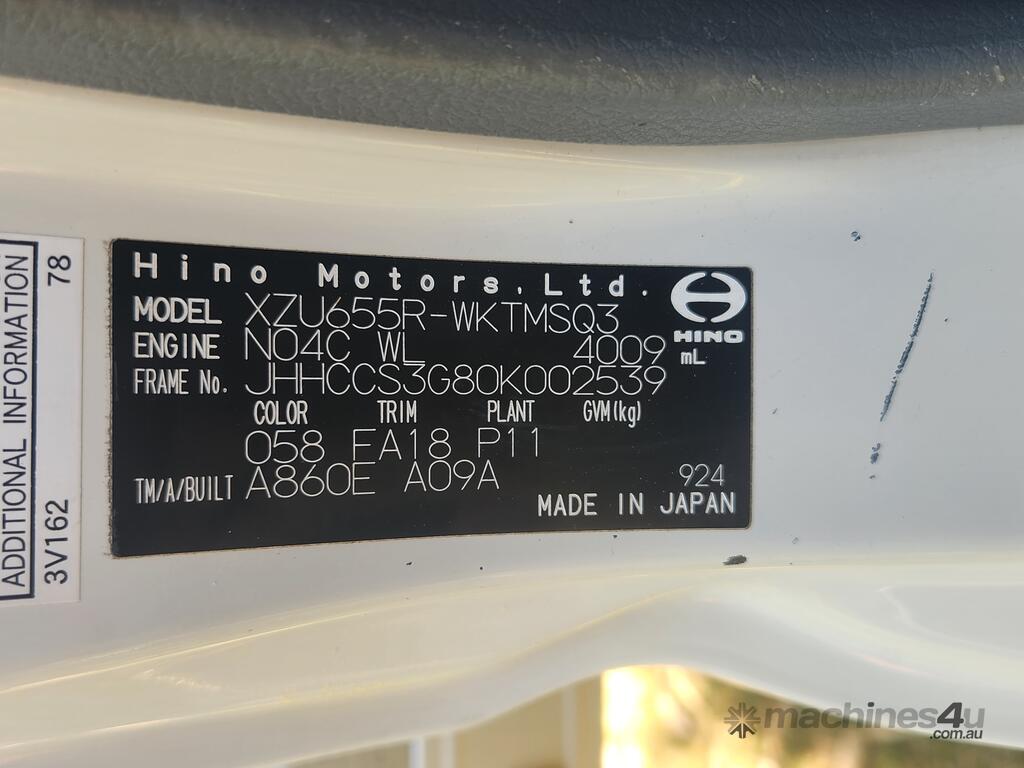 Hino Motors, Ltd.
HINO
MODEL XZU655R-WKTMSQ3
ENGINE N04C WL 4009 mL
FRAME No. JHHCCS3G80K002539
COLOR TRIM PLANT GVM(kg)
058 FA18 P11
TM/A/BUILT A860E A09A 924
MADE IN JAPAN
ADDITIONAL INFORMATION
3V162 78
machines4u
.com.au